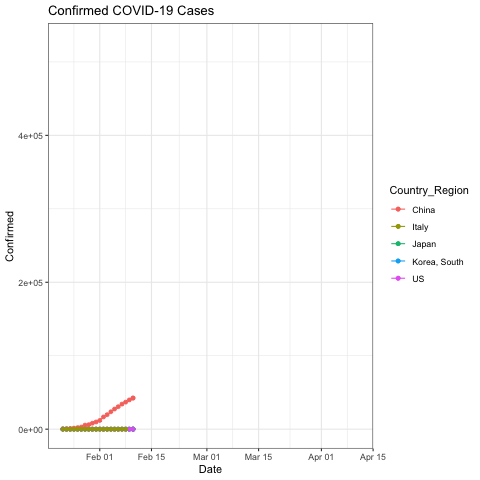 Confirmed COVID-19 Cases
Confirmed
4e+05
2e+05
0e+00
Feb 01
Feb 15
Mar 01
Mar 15
Apr 01
Apr 15
Date
Country_Region
China
Italy
Japan
Korea, South
US